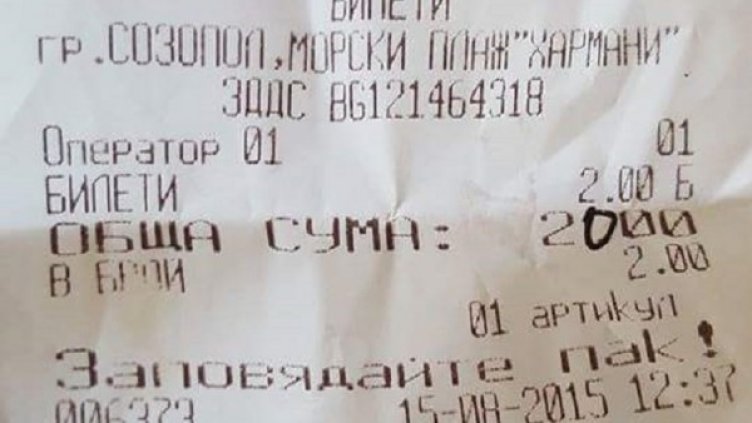 БИЛЕТИ
гр.СОЗОПОЛ,МОРСКИ ПЛАЖ"ХАРМАНИ"
ЗДДС BG121464318
Оператор 01 01
БИЛЕТИ 2.00 Б
ОБЩА СУМА: 2000
В БРОЙ 2.00
01 артикул
Заповядайте пак!
006373 15-08-2015 12:37